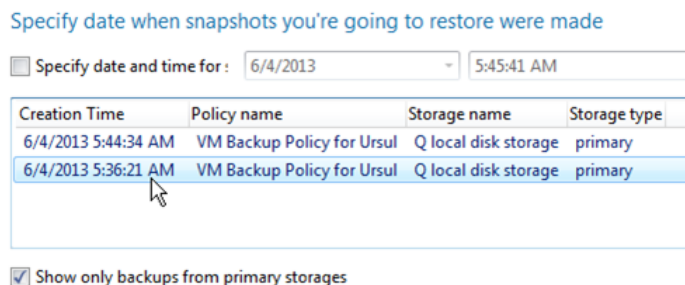 Specify date when snapshots you're going to restore were made
Specify date and time for : 6/4/2013 5:45:41 AM
Creation Time Policy name Storage name Storage type
6/4/2013 5:44:34 AM VM Backup Policy for Ursul Q local disk storage primary
6/4/2013 5:36:21 AM VM Backup Policy for Ursul Q local disk storage primary
Show only backups from primary storages